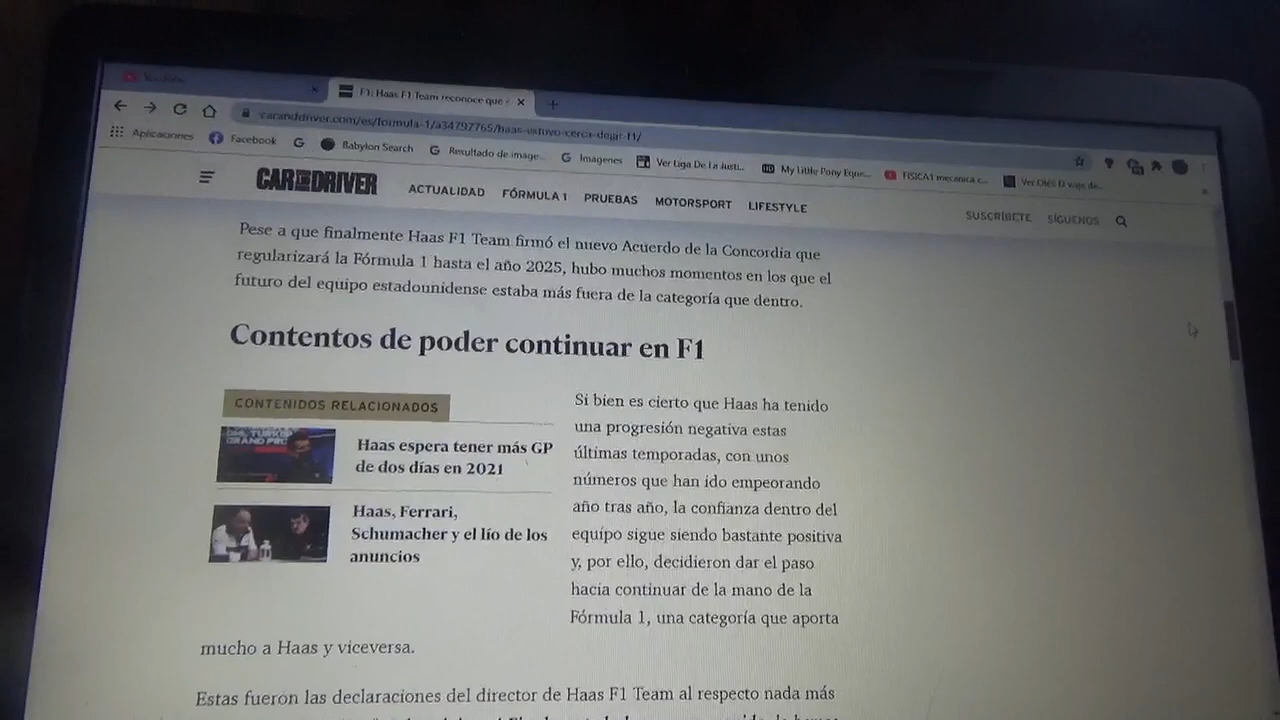 YouTube
F1: Haas F1 Team reconoce que
caranddriver.com/es/formula-1/a34797765/haas-estuvo-cerca-dejar-f1/
Aplicaciones Facebook Babylon Search Resultado de image... Imágenes Ver Liga De La Justi... My Little Pony Eque... FISICA1 mecanica c...
CAR AND DRIVER ACTUALIDAD FÓRMULA 1 PRUEBAS MOTORSPORT LIFESTYLE SUSCRÍBETE SÍGUENOS
Pese a que finalmente Haas F1 Team firmó el nuevo Acuerdo de la Concordia que
regularizará la Fórmula 1 hasta el año 2025, hubo muchos momentos en los que el
futuro del equipo estadounidense estaba más fuera de la categoría que dentro.
Contentos de poder continuar en F1
CONTENIDOS RELACIONADOS
GRAND PRIX
Haas espera tener más GP
de dos días en 2021
Haas, Ferrari,
Schumacher y el lío de los
anuncios
Si bien es cierto que Haas ha tenido
una progresión negativa estas
últimas temporadas, con unos
números que han ido empeorando
año tras año, la confianza dentro del
equipo sigue siendo bastante positiva
y, por ello, decidieron dar el paso
hacia continuar de la mano de la
Fórmula 1, una categoría que aporta
mucho a Haas y viceversa.
Estas fueron las declaraciones del director de Haas F1 Team al respecto nada más